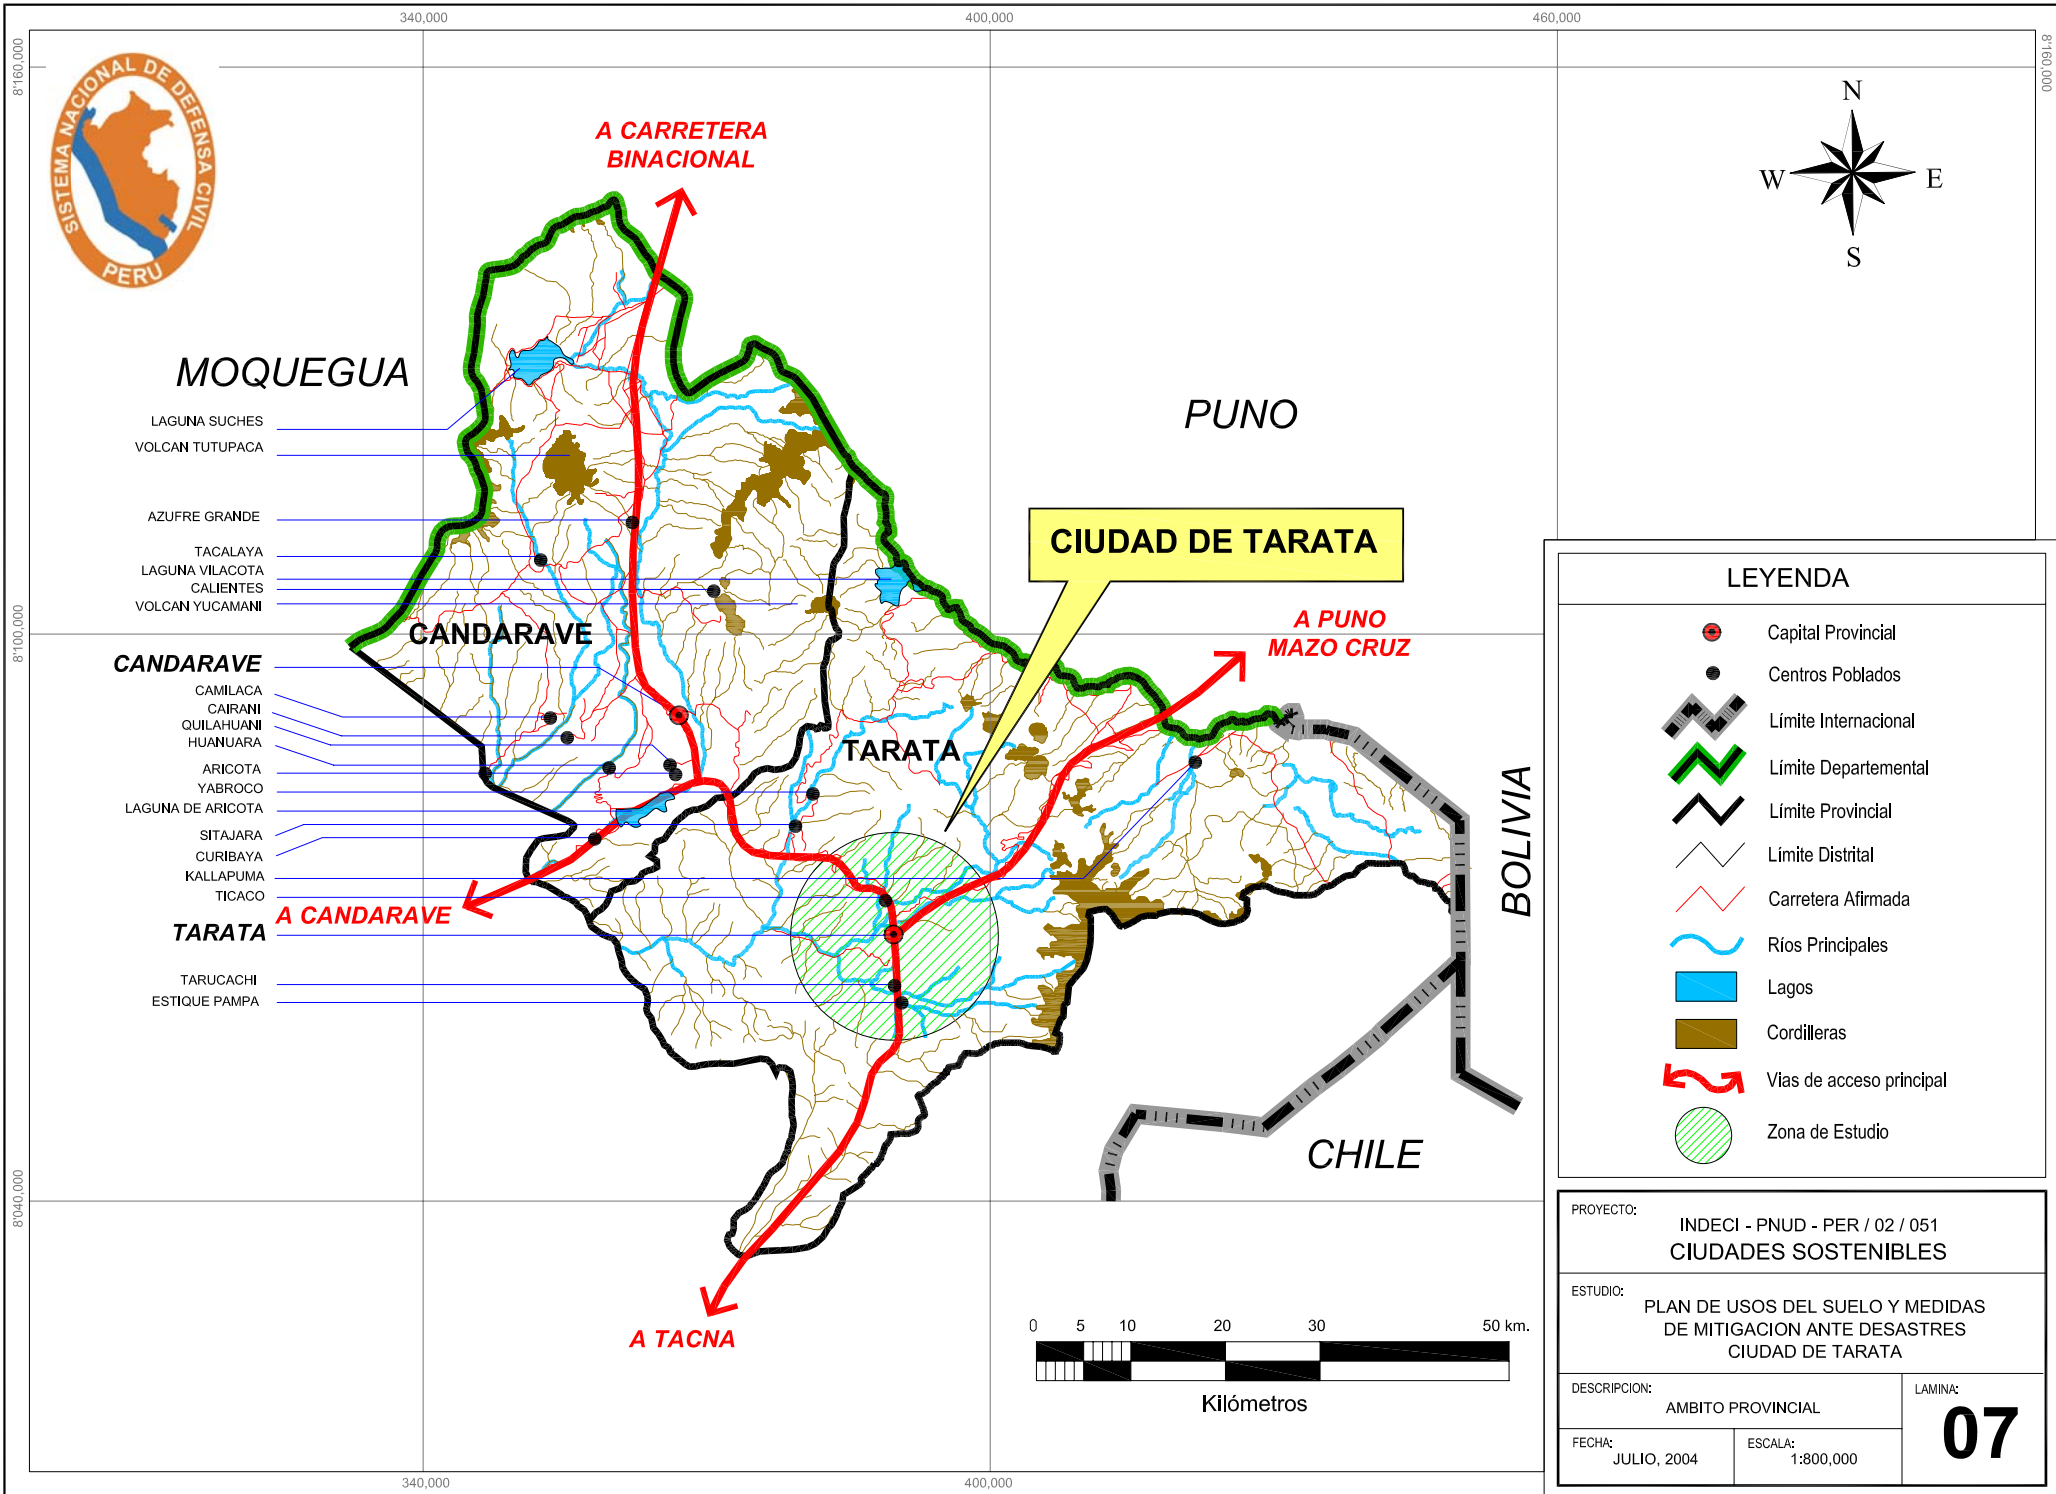 340,000
400,000
460,000
8'160,000
8'160,000
SISTEMA NACIONAL DE DEFENSA CIVIL
PERU
N
W
E
S
A CARRETERA
BINACIONAL
MOQUEGUA
PUNO
LAGUNA SUCHES
VOLCAN TUTUPACA
AZUFRE GRANDE
TACALAYA
LAGUNA VILACOTA
CALIENTES
VOLCAN YUCAMANI
CIUDAD DE TARATA
8'100,000
CANDARAVE
CANDARAVE
A PUNO
MAZO CRUZ
CAMILACA
CAIRANI
QUILAHUANI
HUANUARA
ARICOTA
YABROCO
LAGUNA DE ARICOTA
SITAJARA
CURIBAYA
KALLAPUMA
TICACO
TARATA
TARATA
A CANDARAVE
TARUCACHI
ESTIQUE PAMPA
BOLIVIA
CHILE
8'040,000
A TACNA
0 5 10 20 30 50 km.
Kilómetros
340,000
400,000
LEYENDA
Capital Provincial
Centros Poblados
Límite Internacional
Límite Departemental
Límite Provincial
Límite Distrital
Carretera Afirmada
Ríos Principales
Lagos
Cordilleras
Vias de acceso principal
Zona de Estudio
PROYECTO:
INDECI - PNUD - PER / 02 / 051
CIUDADES SOSTENIBLES
ESTUDIO:
PLAN DE USOS DEL SUELO Y MEDIDAS
DE MITIGACION ANTE DESASTRES
CIUDAD DE TARATA
DESCRIPCION:
AMBITO PROVINCIAL
LAMINA:
07
FECHA:
JULIO, 2004
ESCALA:
1:800,000